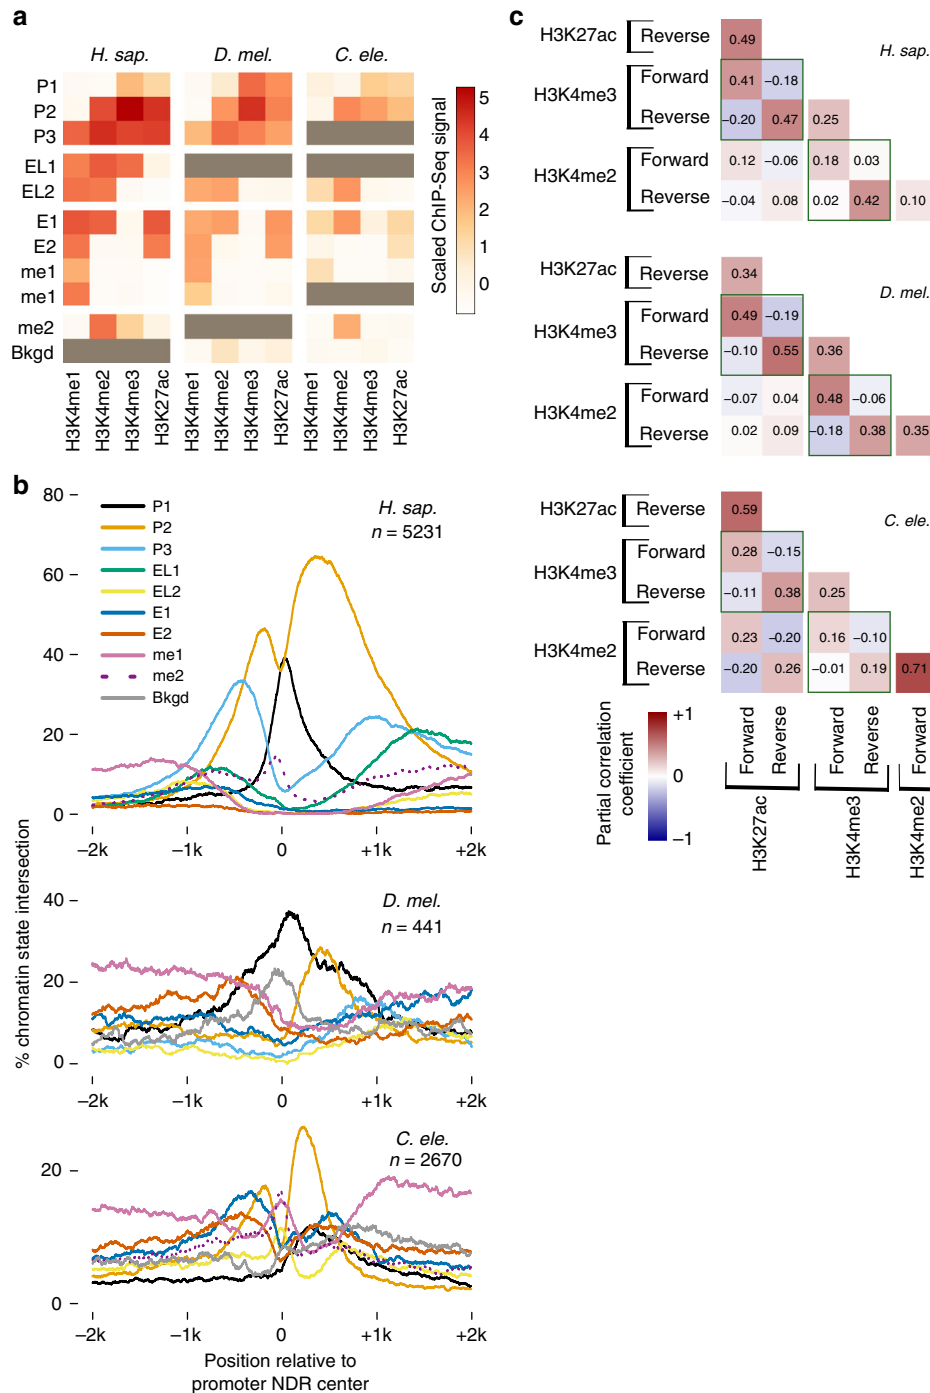 a
H. sap. D. mel. C. ele.
P1
P2
P3
EL1
EL2
E1
E2
me1
me1
me2
Bkgd
H3K4me1 H3K4me2 H3K4me3 H3K27ac H3K4me1 H3K4me2 H3K4me3 H3K27ac H3K4me1 H3K4me2 H3K4me3 H3K27ac
Scaled ChIP-Seq signal
5
4
3
2
1
0
b
% chromatin state intersection
80
60
40
20
0
P1
P2
P3
EL1
EL2
E1
E2
me1
me2
Bkgd
H. sap.
n = 5231
−2k −1k 0 +1k +2k
40
20
0
D. mel.
n = 441
−2k −1k 0 +1k +2k
20
0
C. ele.
n = 2670
−2k −1k 0 +1k +2k
Position relative to
promoter NDR center
c
H. sap.
H3K27ac Reverse 0.49
H3K4me3 Forward 0.41 −0.18
Reverse −0.20 0.47 0.25
H3K4me2 Forward 0.12 −0.06 0.18 0.03
Reverse −0.04 0.08 0.02 0.42 0.10
D. mel.
H3K27ac Reverse 0.34
H3K4me3 Forward 0.49 −0.19
Reverse −0.10 0.55 0.36
H3K4me2 Forward −0.07 0.04 0.48 −0.06
Reverse 0.02 0.09 −0.18 0.38 0.35
C. ele.
H3K27ac Reverse 0.59
H3K4me3 Forward 0.28 −0.15
Reverse −0.11 0.38 0.25
H3K4me2 Forward 0.23 −0.20 0.16 −0.10
Reverse −0.20 0.26 −0.01 0.19 0.71
Forward Reverse Forward Reverse Forward
H3K27ac H3K4me3 H3K4me2
Partial correlation
coefficient
+1
0
−1